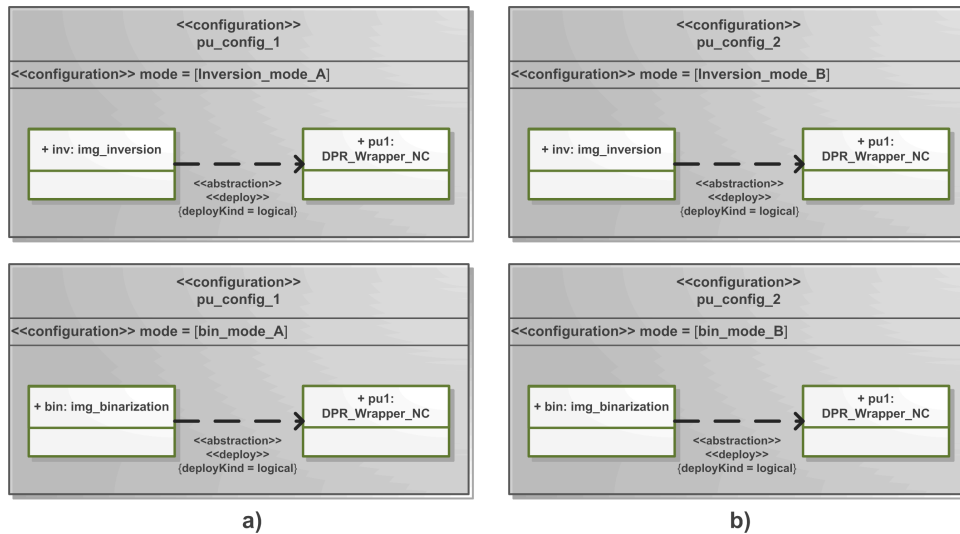 <<configuration>>
pu_config_1
<<configuration>> mode = [Inversion_mode_A]
+ inv: img_inversion
+ pu1:
DPR_Wrapper_NC
<<abstraction>>
<<deploy>>
{deployKind = logical}
<<configuration>>
pu_config_2
<<configuration>> mode = [Inversion_mode_B]
+ inv: img_inversion
+ pu1:
DPR_Wrapper_NC
<<abstraction>>
<<deploy>>
{deployKind = logical}
<<configuration>>
pu_config_1
<<configuration>> mode = [bin_mode_A]
+ bin: img_binarization
+ pu1:
DPR_Wrapper_NC
<<abstraction>>
<<deploy>>
{deployKind = logical}
<<configuration>>
pu_config_2
<<configuration>> mode = [bin_mode_B]
+ bin: img_binarization
+ pu1:
DPR_Wrapper_NC
<<abstraction>>
<<deploy>>
{deployKind = logical}
a)
b)